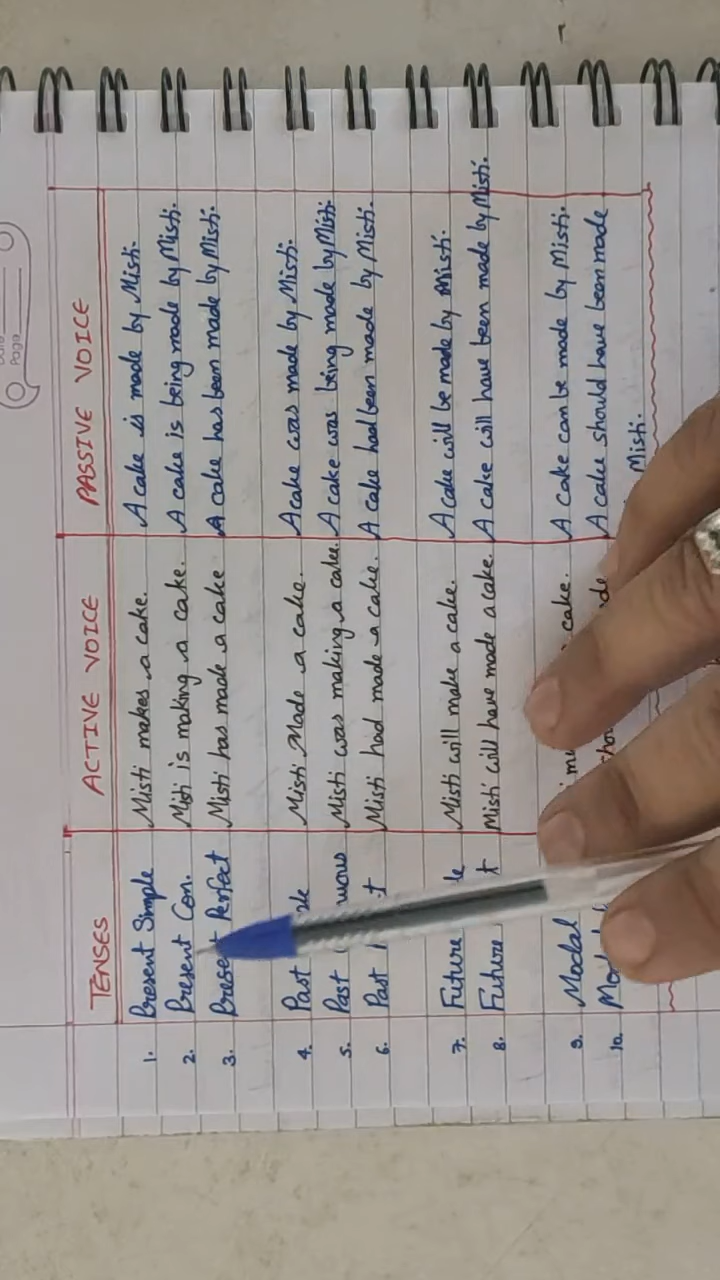 Page
TENSES ACTIVE VOICE PASSIVE VOICE
1. Present Simple Misti makes a cake. A cake is made by Misti.
2. Present Con. Misti is making a cake. A cake is being made by Misti.
3. Present Perfect Misti has made a cake A cake has been made by Misti.
4. Past Misti Made a cake. A cake was made by Misti.
5. Past Misti was making a cake. A cake was being made by Misti.
6. Past Misti had made a cake. A cake had been made by Misti.
7. Future Misti will make a cake. A cake will be made by Misti.
8. Future Misti will have made a cake. A cake will have been made by Misti.
9. Modal cake. A cake can be made by Misti.
10. A cake should have been made
Misti.